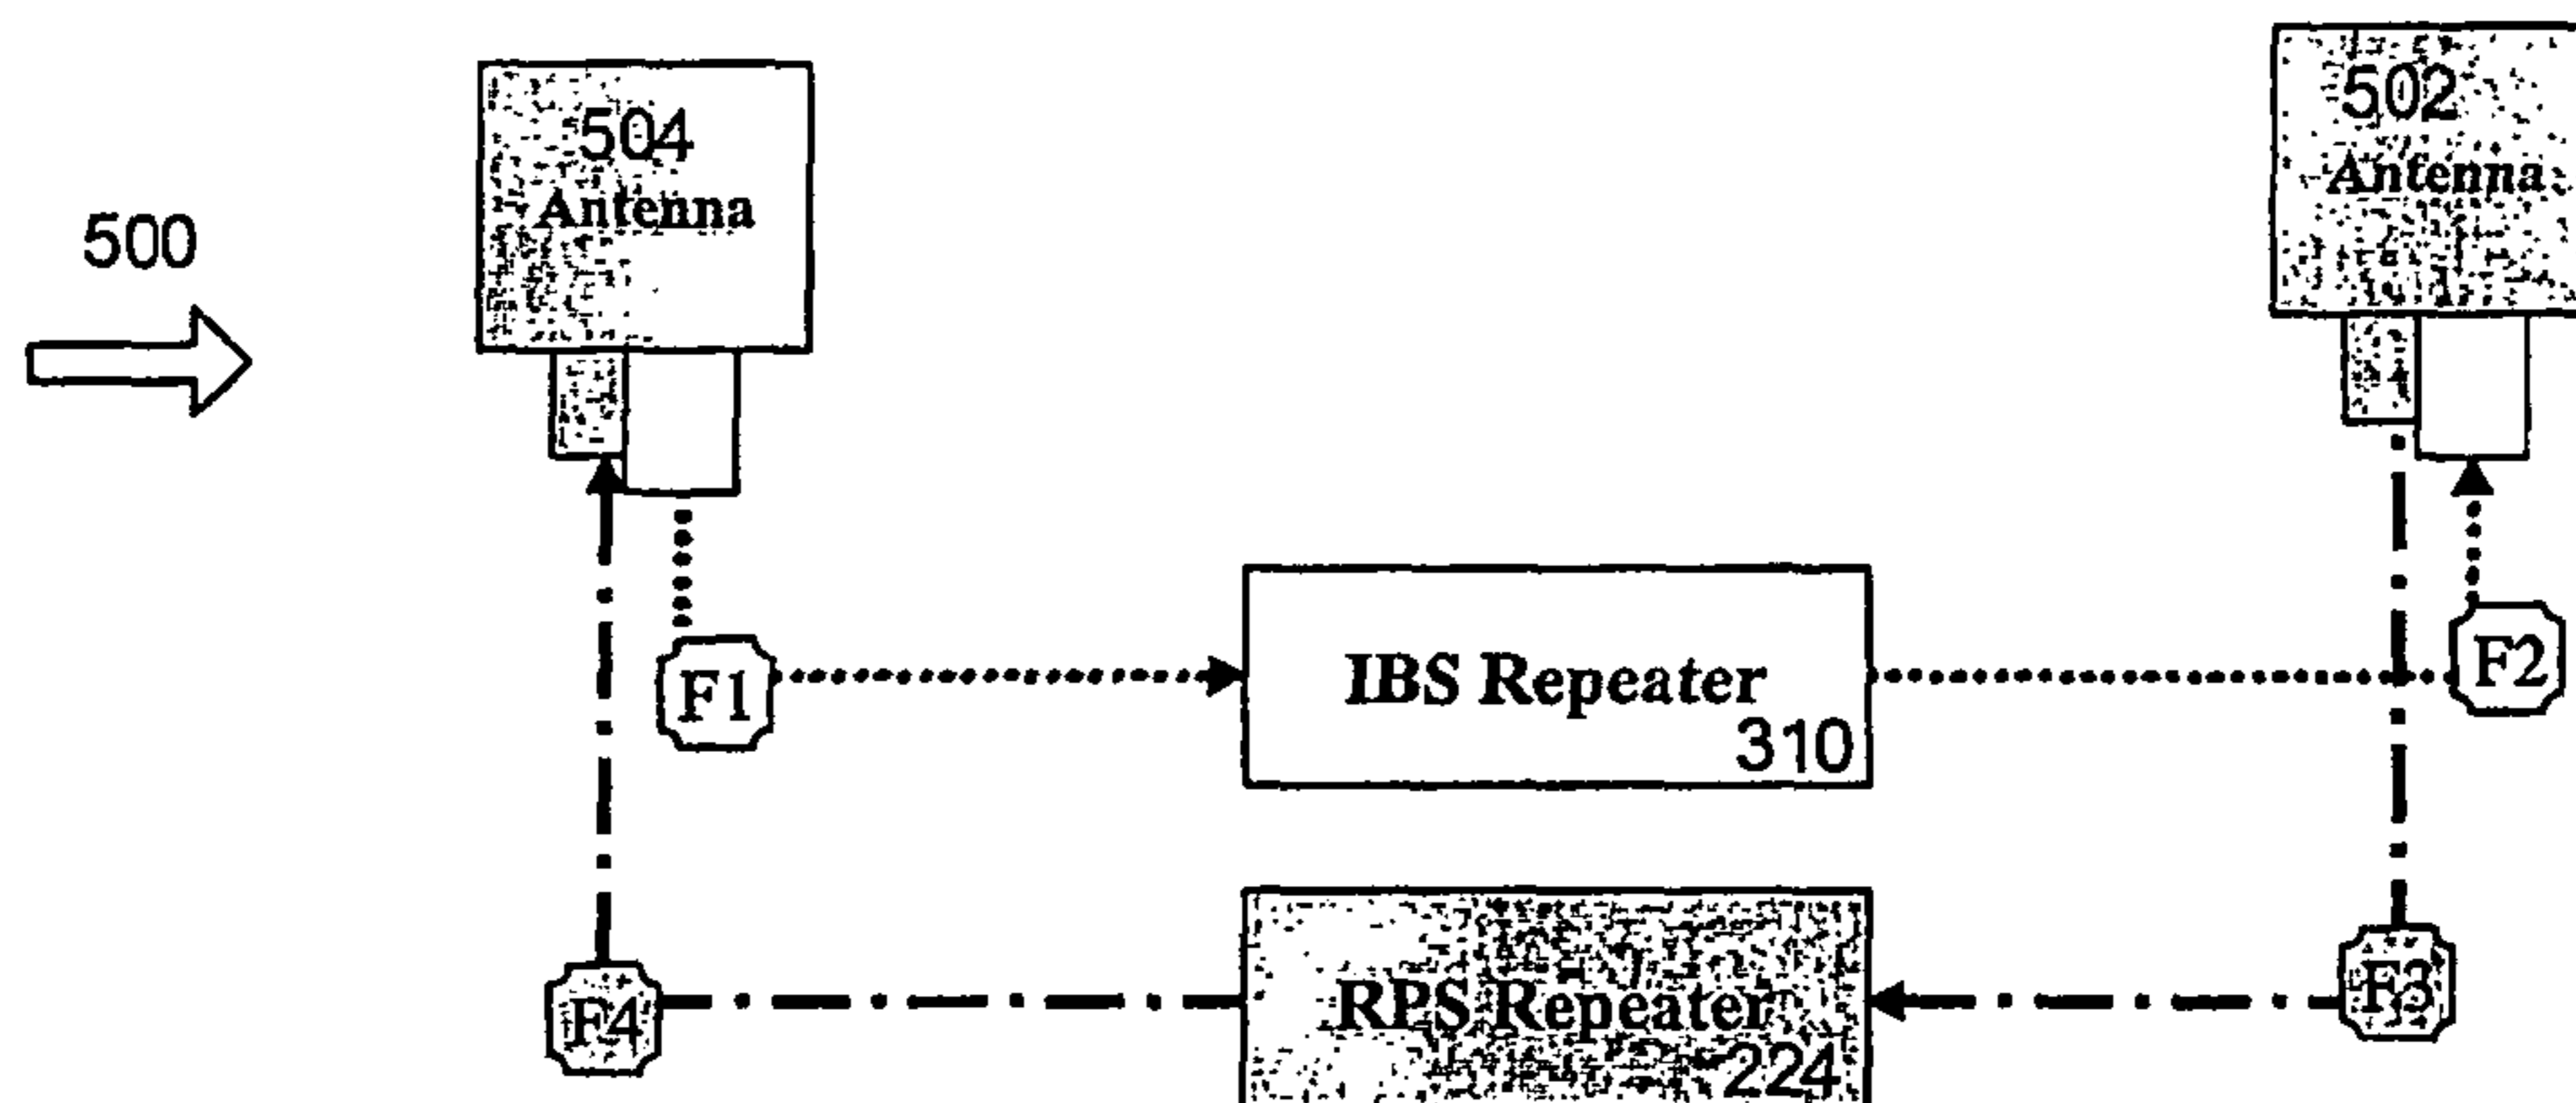 500
504
Antenna
502
Antenna
F1
IBS Repeater
310
F2
F4
RPS Repeater
224
F3